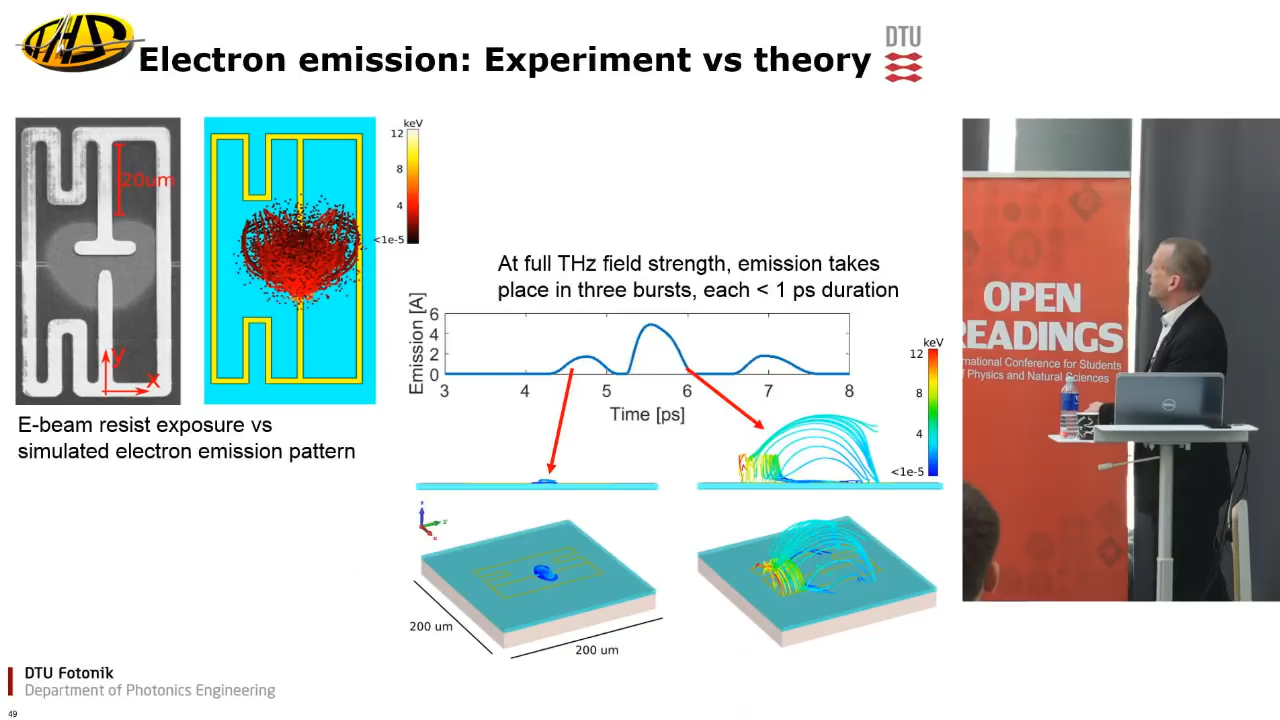 THS
Electron emission: Experiment vs theory
DTU
20um
y
x
keV
12
8
4
<1e-5
E-beam resist exposure vs
simulated electron emission pattern
At full THz field strength, emission takes
place in three bursts, each < 1 ps duration
Emission [A]
6
4
2
0
3 4 5 6 7 8
Time [ps]
keV
12
8
4
<1e-5
z
x
200 um
200 um
OPEN
READINGS
rnational Conference for Students
f Physics and Natural Sciences
DELL
DTU Fotonik
Department of Photonics Engineering
49